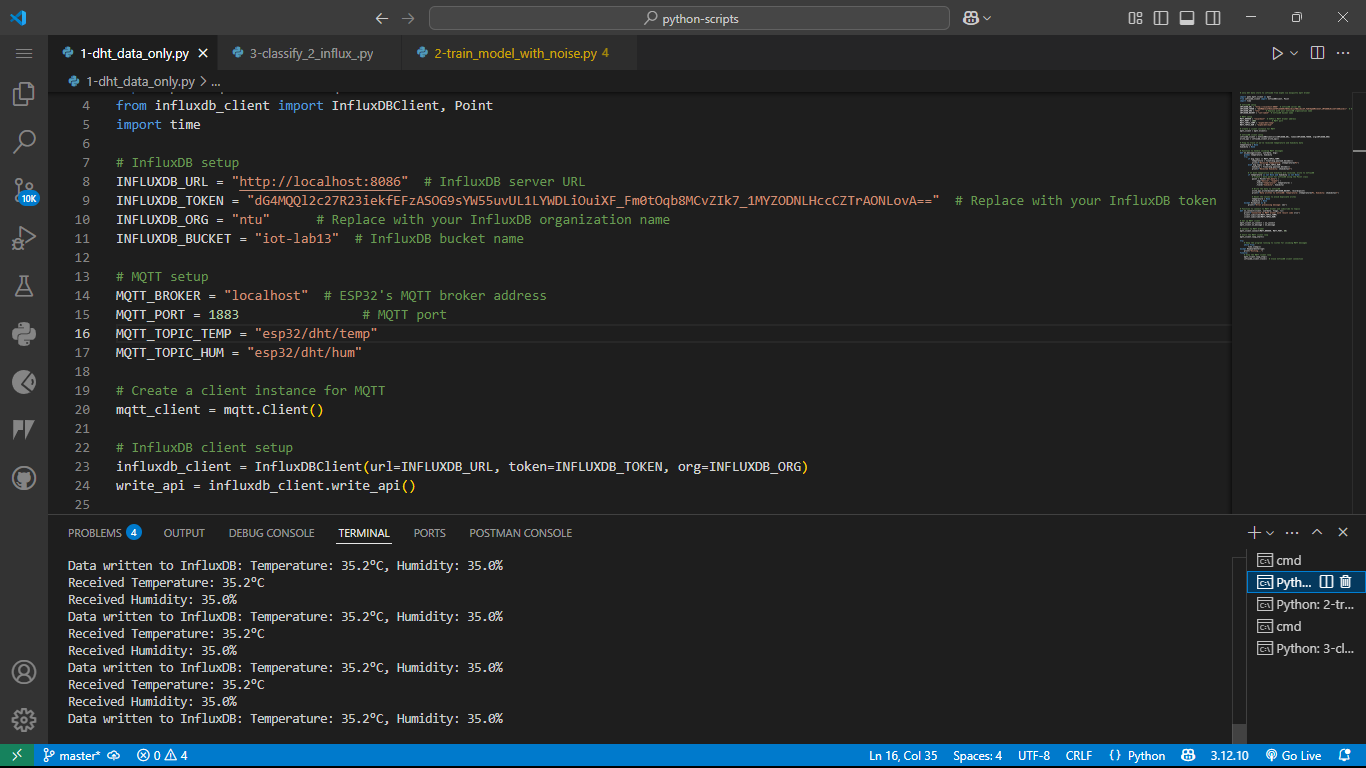 python-scripts
1-dht_data_only.py
3-classify_2_influx_.py
2-train_model_with_noise.py 4
1-dht_data_only.py > ...
4 from influxdb_client import InfluxDBClient, Point
5 import time
6
7 # InfluxDB setup
8 INFLUXDB_URL = "http://localhost:8086"  # InfluxDB server URL
9 INFLUXDB_TOKEN = "dG4MQQl2c27R23iekfEFzASOG9sYW55uvUL1LYWDLiOuiXF_Fm0tOqb8MCvZIk7_1MYZODNLHccCZTrAONLovA=="  # Replace with your InfluxDB token
10 INFLUXDB_ORG = "ntu"      # Replace with your InfluxDB organization name
11 INFLUXDB_BUCKET = "iot-lab13"  # InfluxDB bucket name
12
13 # MQTT setup
14 MQTT_BROKER = "localhost"  # ESP32's MQTT broker address
15 MQTT_PORT = 1883                # MQTT port
16 MQTT_TOPIC_TEMP = "esp32/dht/temp"
17 MQTT_TOPIC_HUM = "esp32/dht/hum"
18
19 # Create a client instance for MQTT
20 mqtt_client = mqtt.Client()
21
22 # InfluxDB client setup
23 influxdb_client = InfluxDBClient(url=INFLUXDB_URL, token=INFLUXDB_TOKEN, org=INFLUXDB_ORG)
24 write_api = influxdb_client.write_api()
25
10K
PROBLEMS 4 OUTPUT DEBUG CONSOLE TERMINAL PORTS POSTMAN CONSOLE
Data written to InfluxDB: Temperature: 35.2ºC, Humidity: 35.0%
Received Temperature: 35.2ºC
Received Humidity: 35.0%
Data written to InfluxDB: Temperature: 35.2ºC, Humidity: 35.0%
Received Temperature: 35.2ºC
Received Humidity: 35.0%
Data written to InfluxDB: Temperature: 35.2ºC, Humidity: 35.0%
Received Temperature: 35.2ºC
Received Humidity: 35.0%
Data written to InfluxDB: Temperature: 35.2ºC, Humidity: 35.0%
cmd
Pyth...
Python: 2-tr...
cmd
Python: 3-cl...
master* 0 4 Ln 16, Col 35 Spaces: 4 UTF-8 CRLF {} Python 3.12.10 Go Live